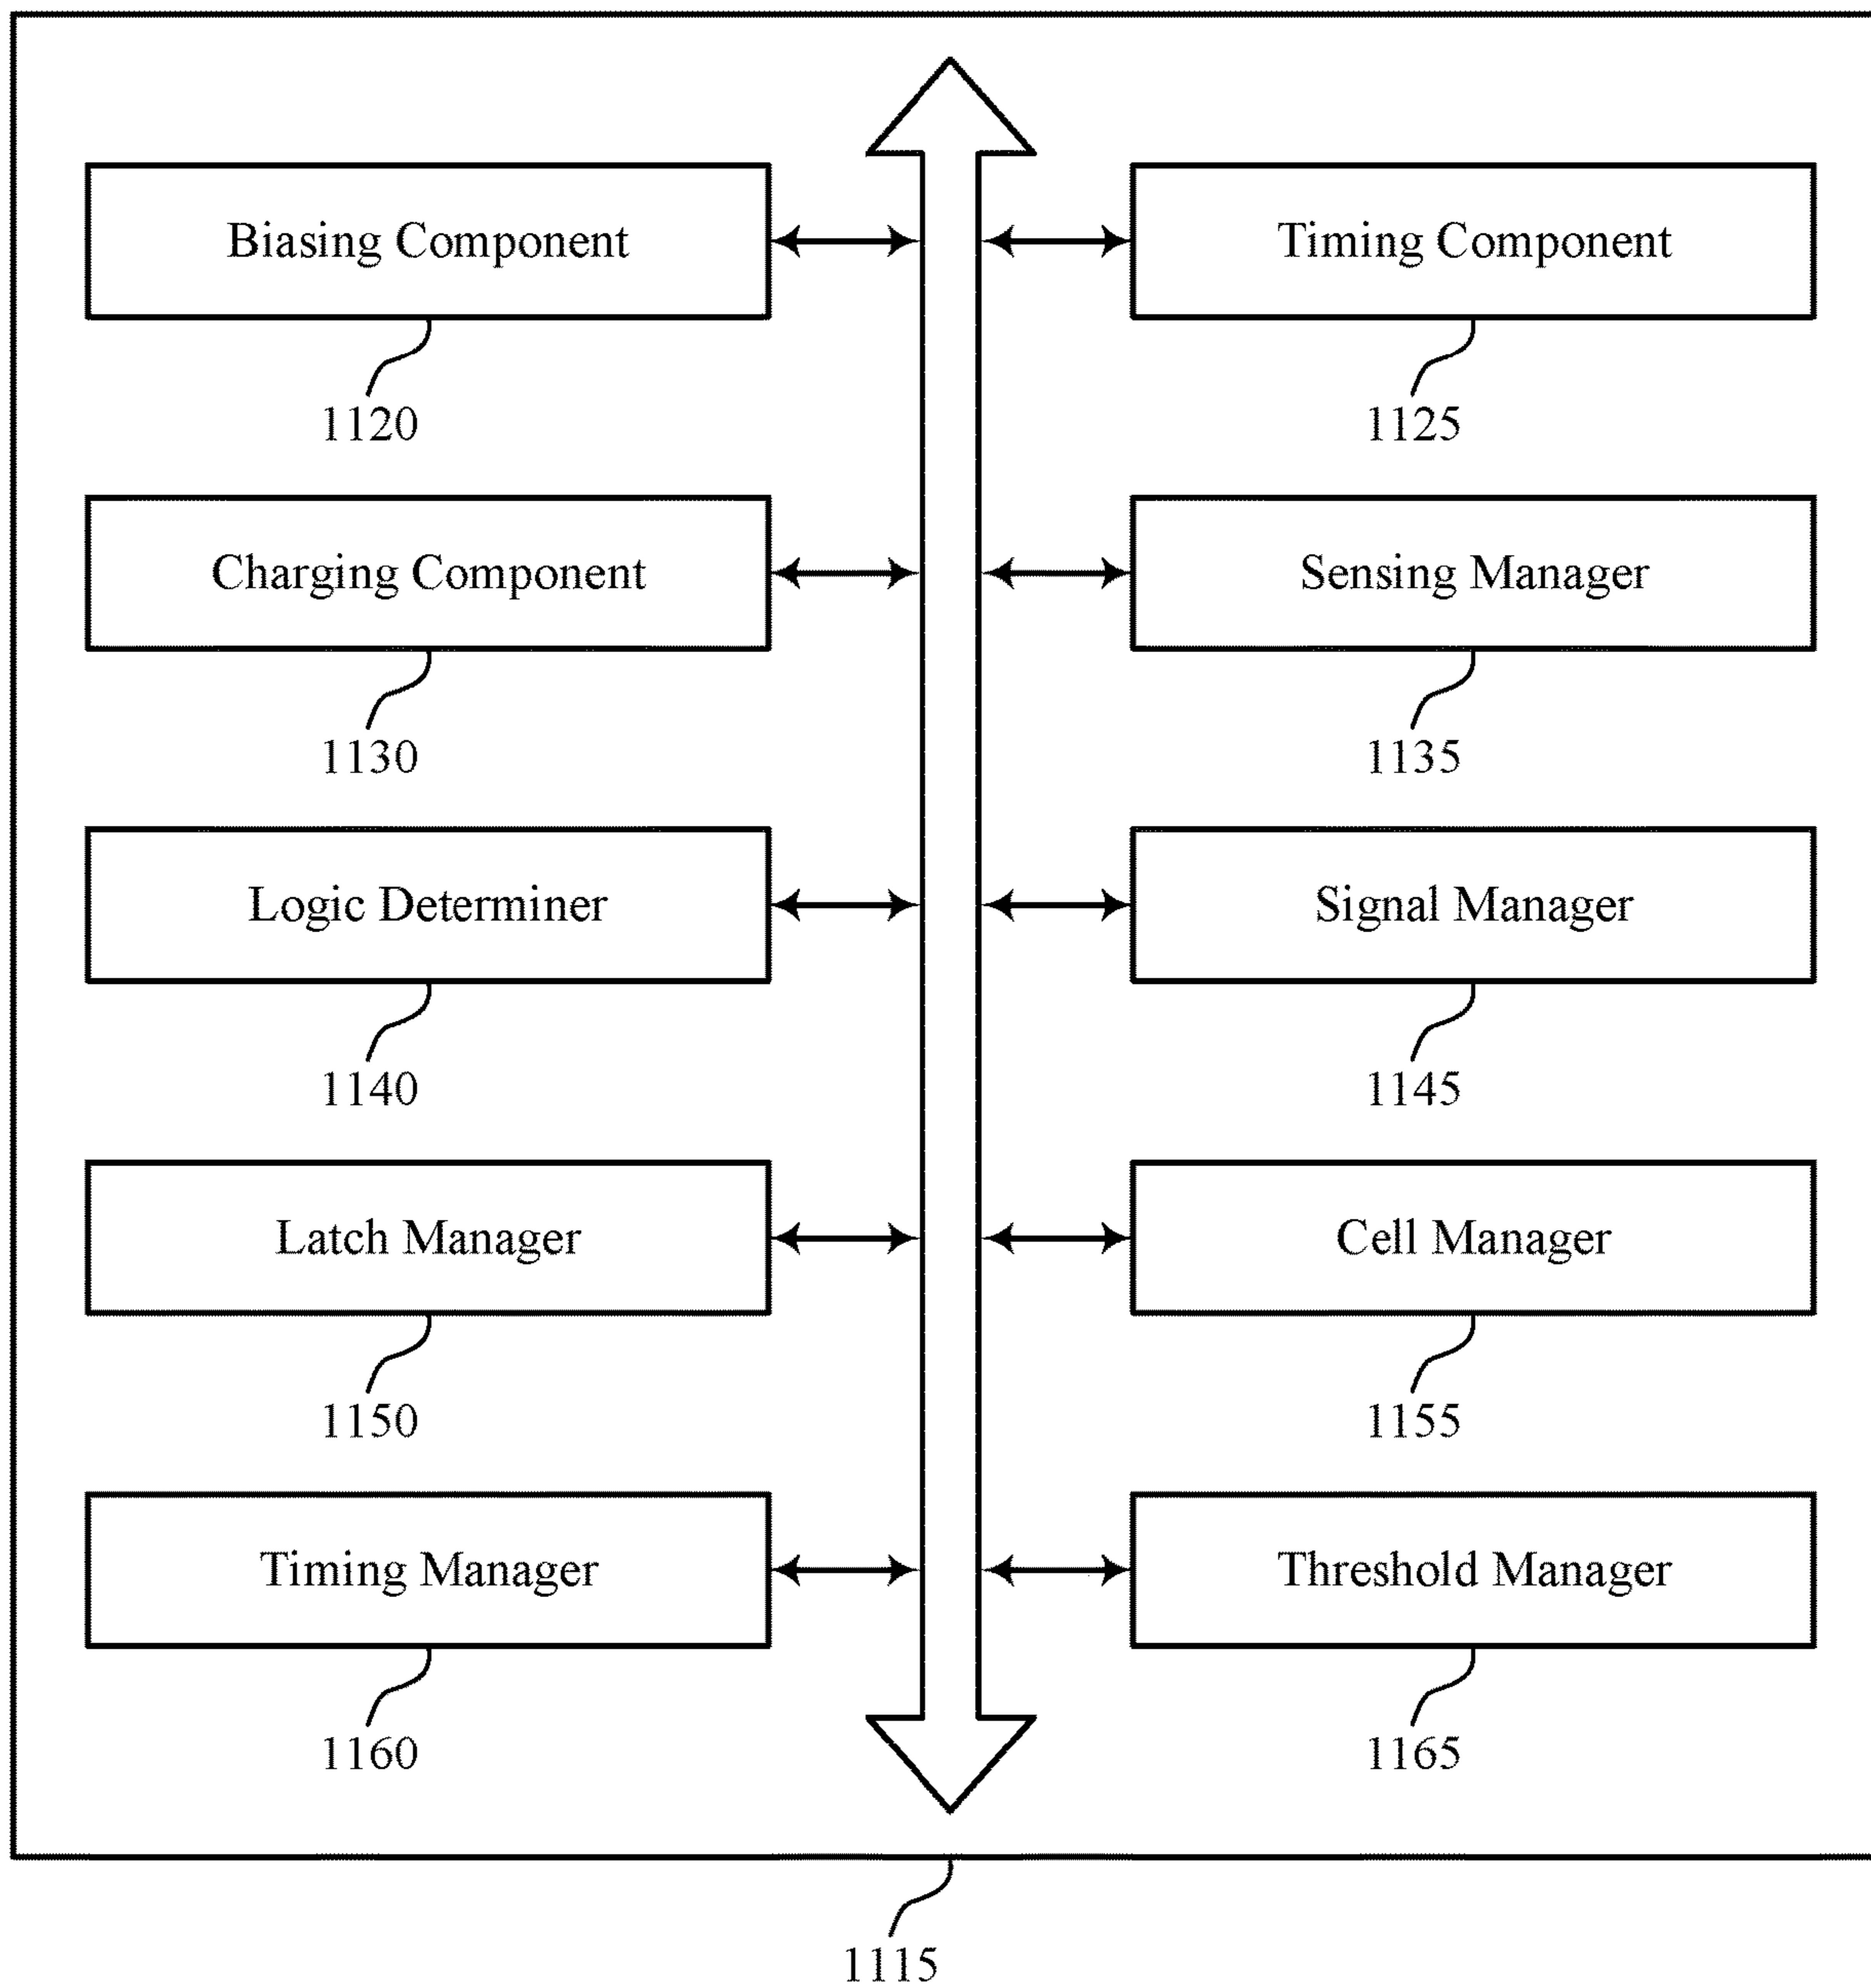 Biasing Component
Timing Component
1120
1125
Charging Component
Sensing Manager
1130
1135
Logic Determiner
Signal Manager
1140
1145
Latch Manager
Cell Manager
1150
1155
Timing Manager
Threshold Manager
1160
1165
1115